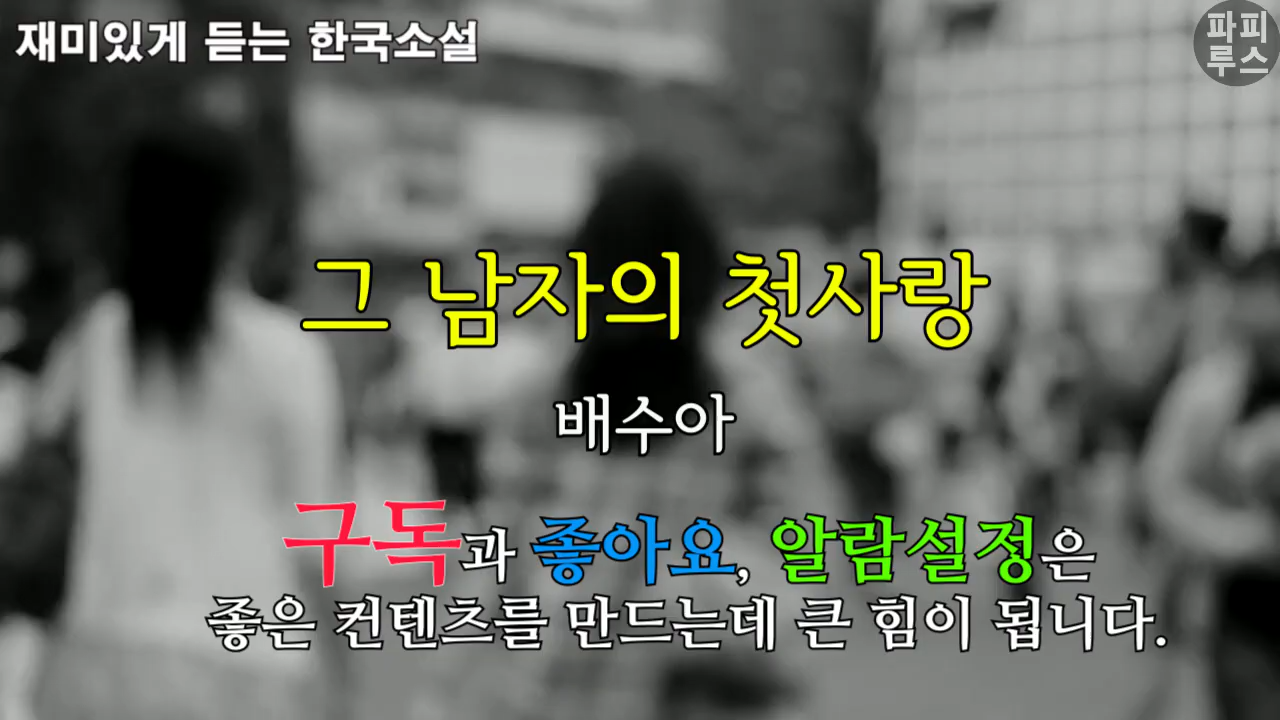 재미있게 듣는 한국소설
파피
루스
그 남자의 첫사랑
배수아
구독과 좋아요, 알람설정은
좋은 컨텐츠를 만드는데 큰 힘이 됩니다.